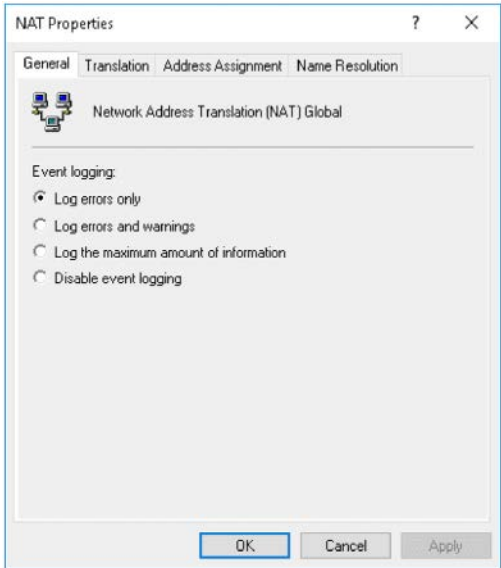 NAT Properties
?
General Translation Address Assignment Name Resolution
Network Address Translation (NAT) Global
Event logging:
Log errors only
Log errors and warnings
Log the maximum amount of information
Disable event logging
OK Cancel Apply